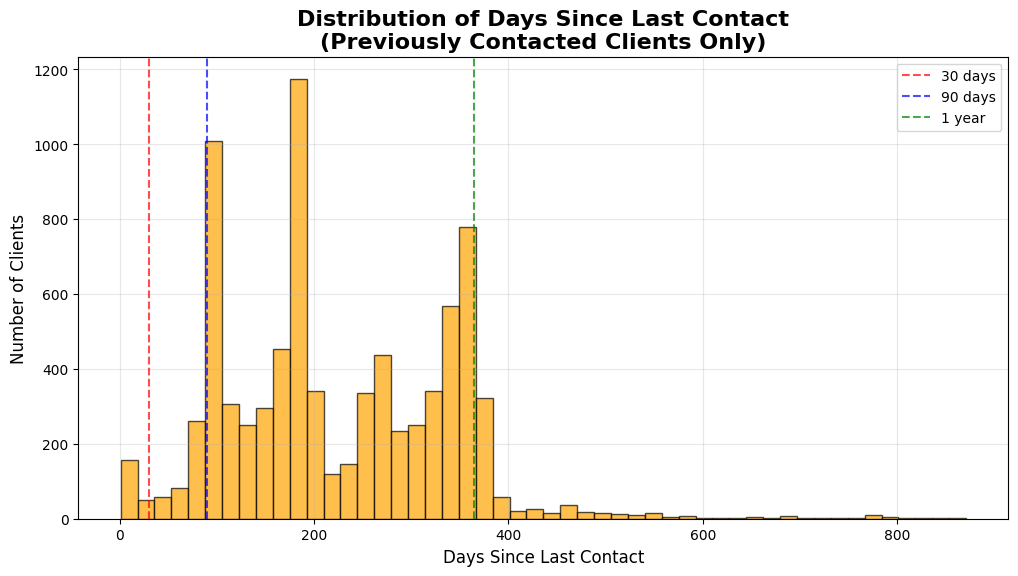 Distribution of Days Since Last Contact
(Previously Contacted Clients Only)
30 days
90 days
1 year
Number of Clients
1200
1000
800
600
400
200
0
0 200 400 600 800
Days Since Last Contact